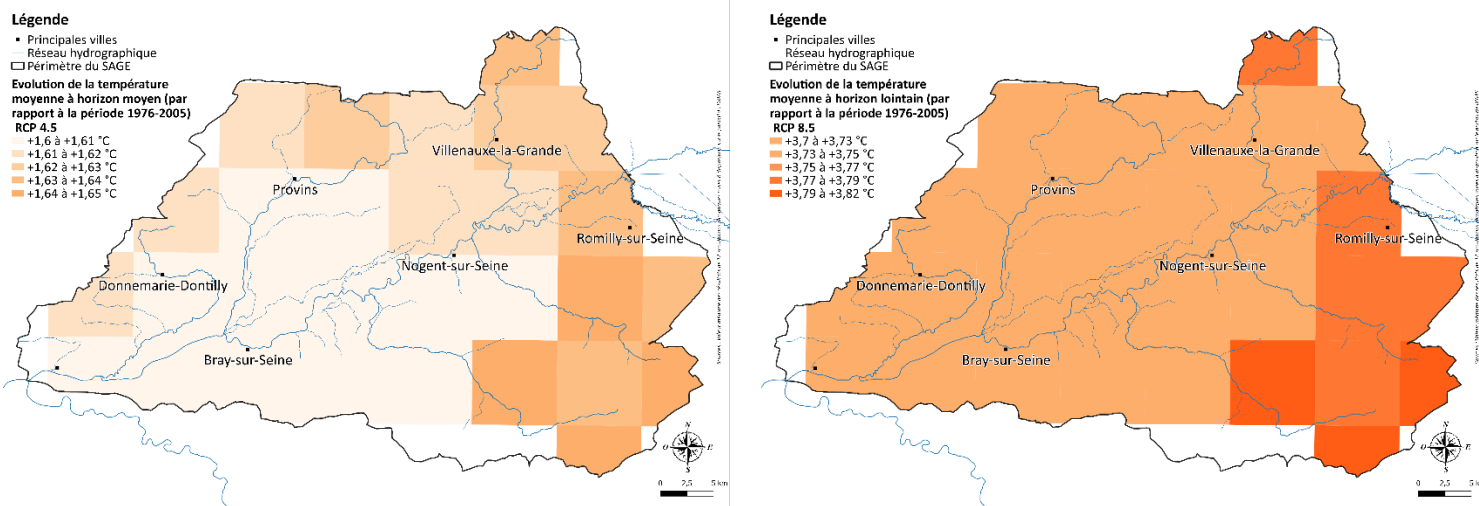 Légende
Principales villes
Réseau hydrographique
Périmètre du SAGE
Evolution de la température
moyenne à horizon moyen (par
rapport à la période 1976-2005)
RCP 4.5
+1,6 à +1,61 °C
+1,61 à +1,62 °C
+1,62 à +1,63 °C
+1,63 à +1,64 °C
+1,64 à +1,65 °C
Villenauxe-la-Grande
Provins
Romilly-sur-Seine
Nogent-sur-Seine
Donnemarie-Dontilly
Bray-sur-Seine
N
O E
S
0 2,5 5 km
Légende
Principales villes
Réseau hydrographique
Périmètre du SAGE
Evolution de la température
moyenne à horizon lointain (par
rapport à la période 1976-2005)
RCP 8.5
+3,7 à +3,73 °C
+3,73 à +3,75 °C
+3,75 à +3,77 °C
+3,77 à +3,79 °C
+3,79 à +3,82 °C
Villenauxe-la-Grande
Provins
Romilly-sur-Seine
Nogent-sur-Seine
Donnemarie-Dontilly
Bray-sur-Seine
N
O E
S
0 2,5 5 k